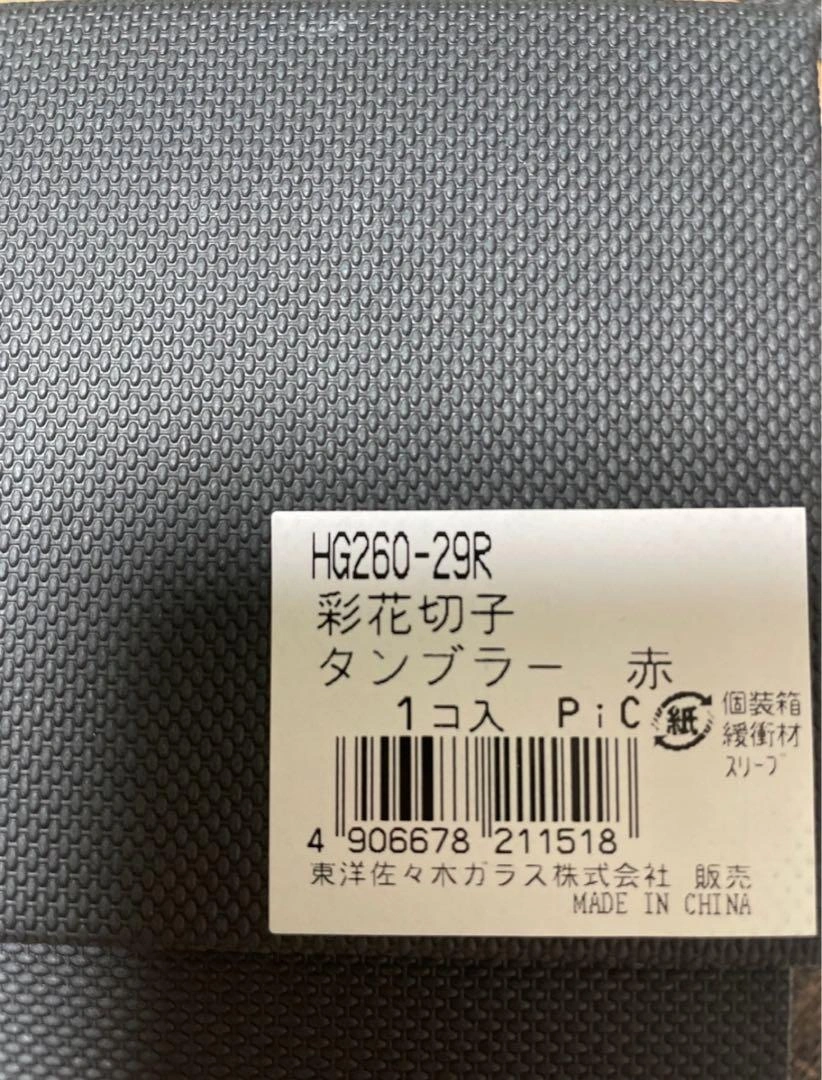 HG260-29R
彩花切子
タンブラー 赤
1コ入 PiC 紙 個装箱
緩衝材
ｽﾘｰﾌﾞ
4 906678 211518
東洋佐々木ガラス株式会社 販売
MADE IN CHINA